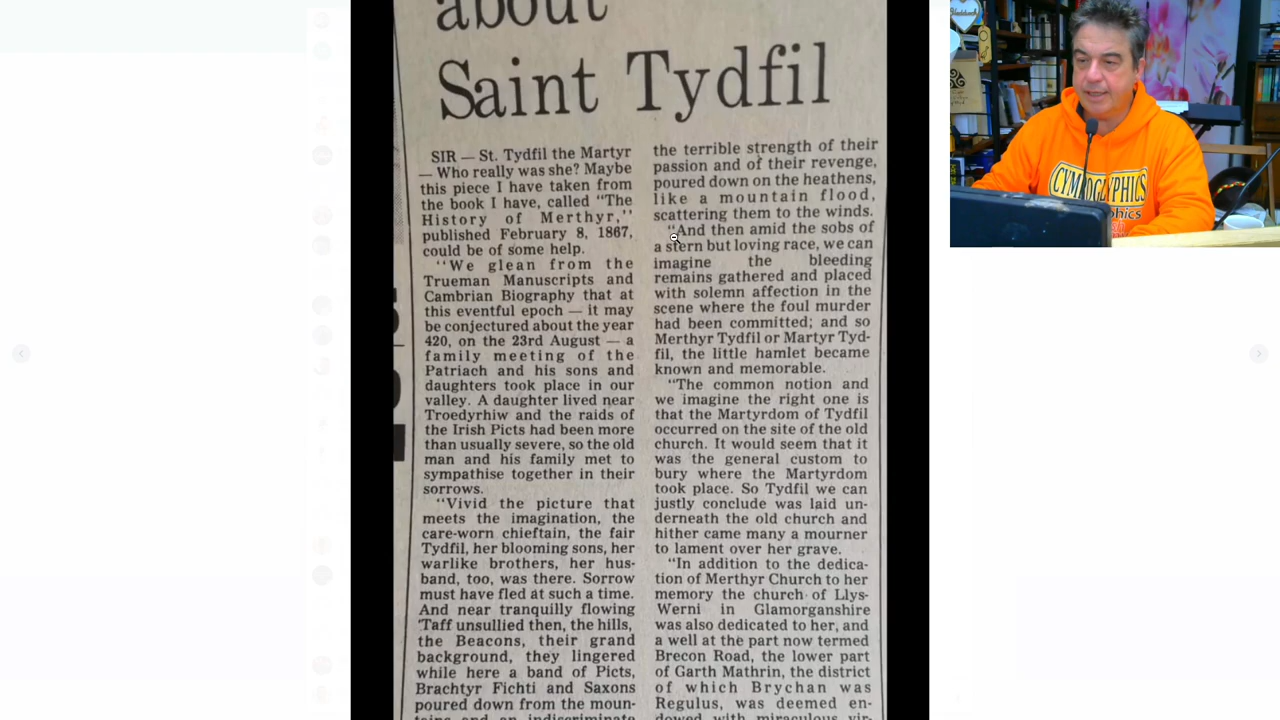 about
Saint Tydfil
SIR — St. Tydfil the Martyr
— Who really was she? Maybe
this piece I have taken from
the book I have, called "The
History of Merthyr,"
published February 8, 1867,
could be of some help.
"We glean from the
Trueman Manuscripts and
Cambrian Biography that at
this eventful epoch — it may
be conjectured about the year
420, on the 23rd August — a
family meeting of the
Patriach and his sons and
daughters took place in our
valley. A daughter lived near
Troedyrhiw and the raids of
the Irish Picts had been more
than usually severe, so the old
man and his family met to
sympathise together in their
sorrows.
"Vivid the picture that
meets the imagination, the
care-worn chieftain, the fair
Tydfil, her blooming sons, her
warlike brothers, her hus-
band, too, was there. Sorrow
must have fled at such a time.
And near tranquilly flowing
Taff unsullied then, the hills,
the Beacons, their grand
background, they lingered
while here a band of Picts,
Brachtyr Fichti and Saxons
poured down from the moun-
tains and an indiscriminate
the terrible strength of their
passion and of their revenge,
poured down on the heathens,
like a mountain flood,
scattering them to the winds.
"And then amid the sobs of
a stern but loving race, we can
imagine the bleeding
remains gathered and placed
with solemn affection in the
scene where the foul murder
had been committed; and so
Merthyr Tydfil or Martyr Tyd-
fil, the little hamlet became
known and memorable.
"The common notion and
we imagine the right one is
that the Martyrdom of Tydfil
occurred on the site of the old
church. It would seem that it
was the general custom to
bury where the Martyrdom
took place. So Tydfil we can
justly conclude was laid un-
derneath the old church and
hither came many a mourner
to lament over her grave.
"In addition to the dedica-
tion of Merthyr Church to her
memory the church of Llys-
Werni in Glamorganshire
was also dedicated to her, and
a well at the part now termed
Brecon Road, the lower part
of Garth Mathrin, the district
of which Brychan was
Regulus, was deemed en-
dowed with miraculous vir-